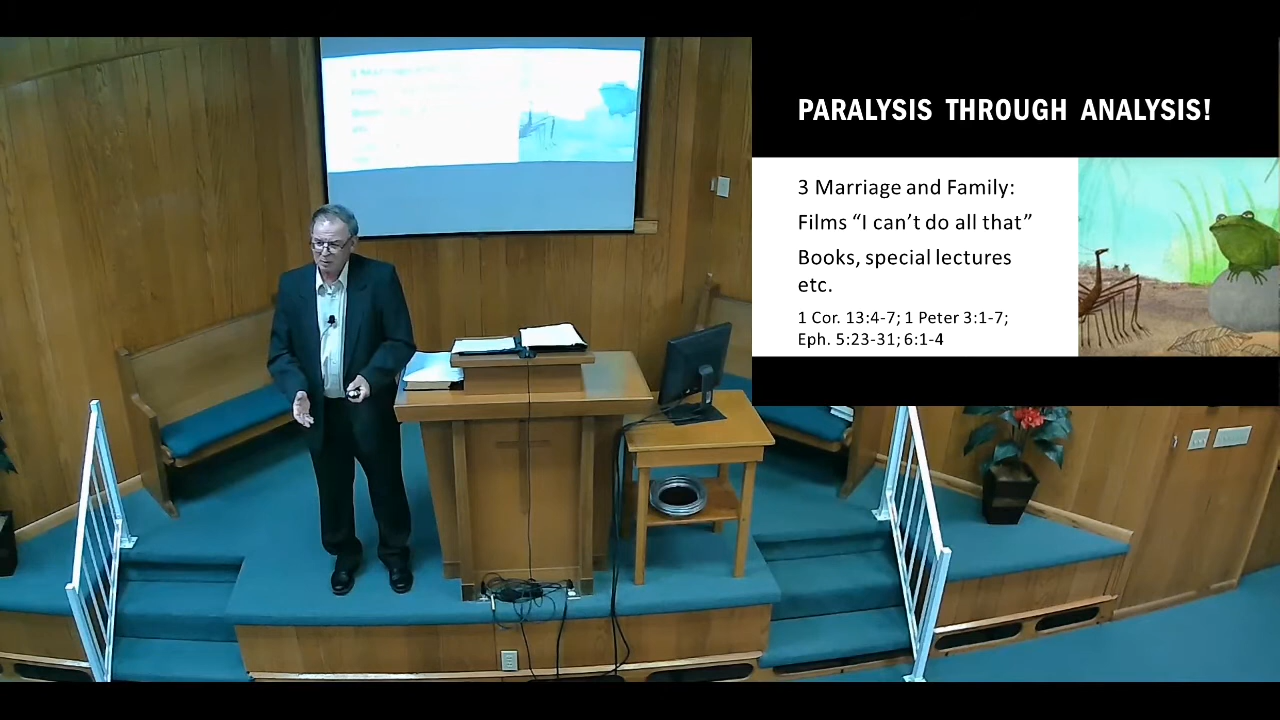 PARALYSIS THROUGH ANALYSIS!
3 Marriage and Family:
Films “I can’t do all that”
Books, special lectures
etc.
1 Cor. 13:4-7; 1 Peter 3:1-7;
Eph. 5:23-31; 6:1-4